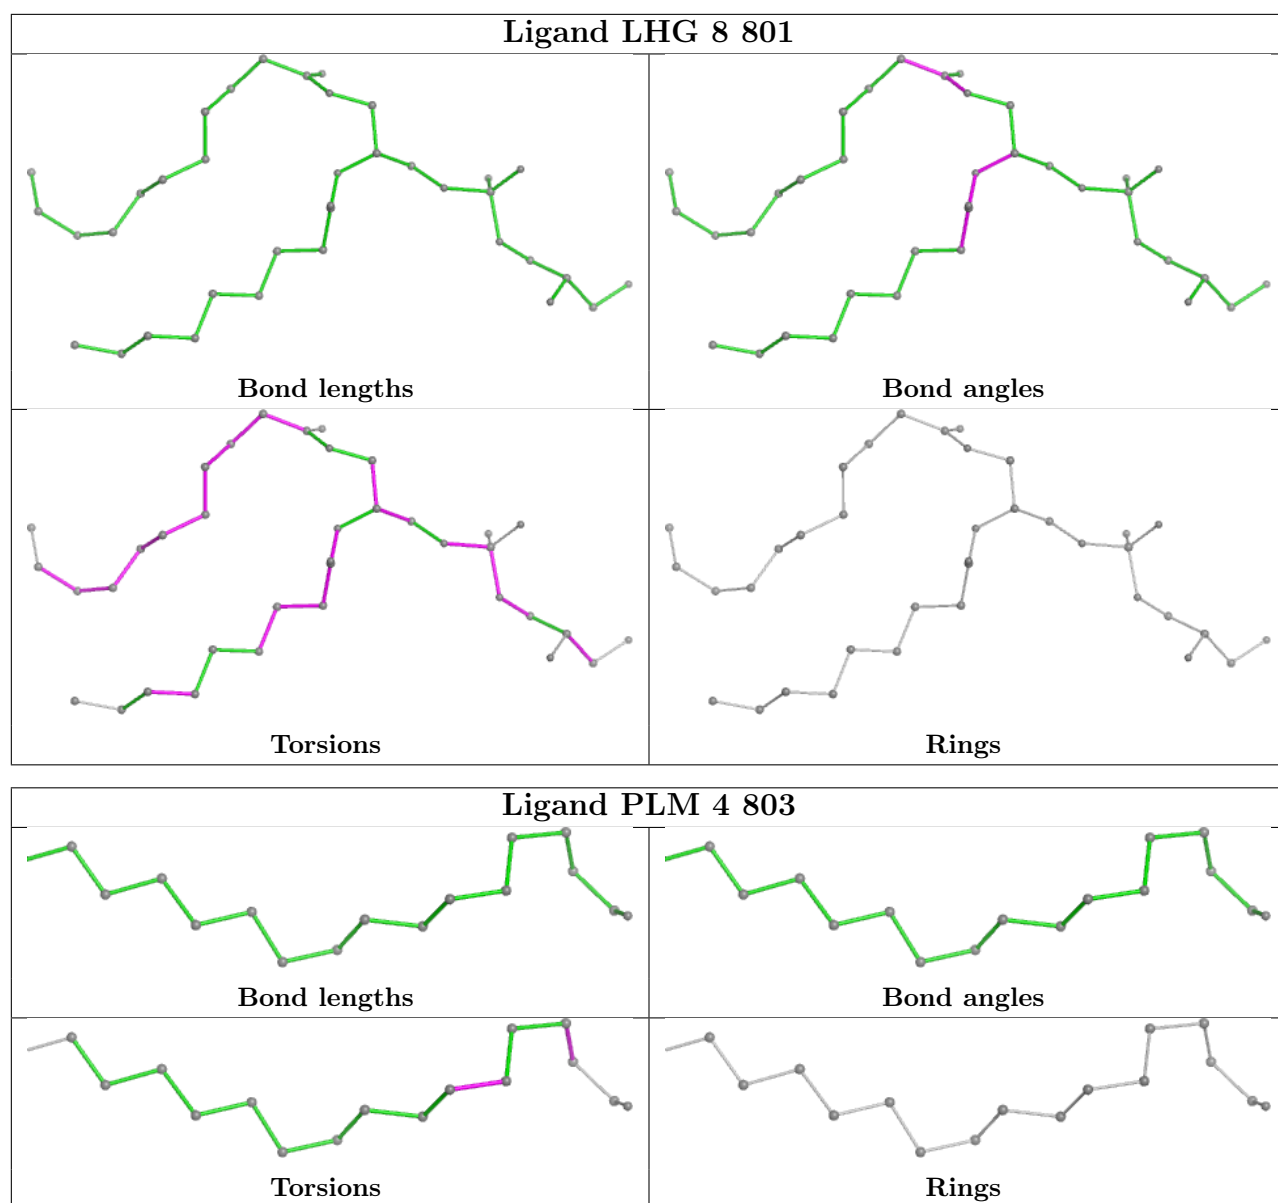 Ligand LHG 8 801
Bond lengths
Bond angles
Torsions
Rings
Ligand PLM 4 803
Bond lengths
Bond angles
Torsions
Rings